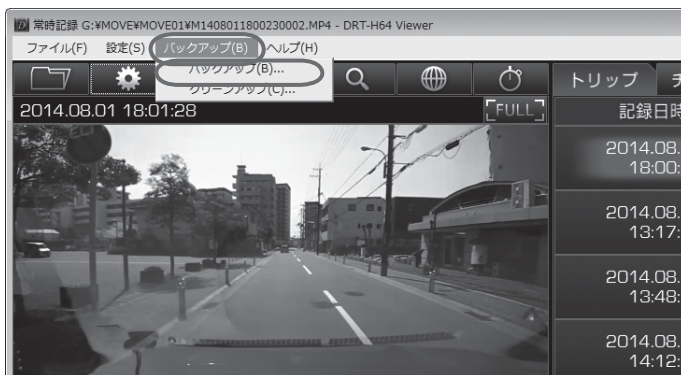 常時記録 G:¥MOVE¥MOVE01¥M1408011800230002.MP4 - DRT-H64 Viewer
ファイル(F) 設定(S) バックアップ(B) ヘルプ(H)
バックアップ(B)...
クリーンアップ(C)...
トリップ
2014.08.01 18:01:28 FULL 記録日時
2014.08.
18:00:
2014.08.
13:17:
2014.08.
13:48:
2014.08.
14:12: